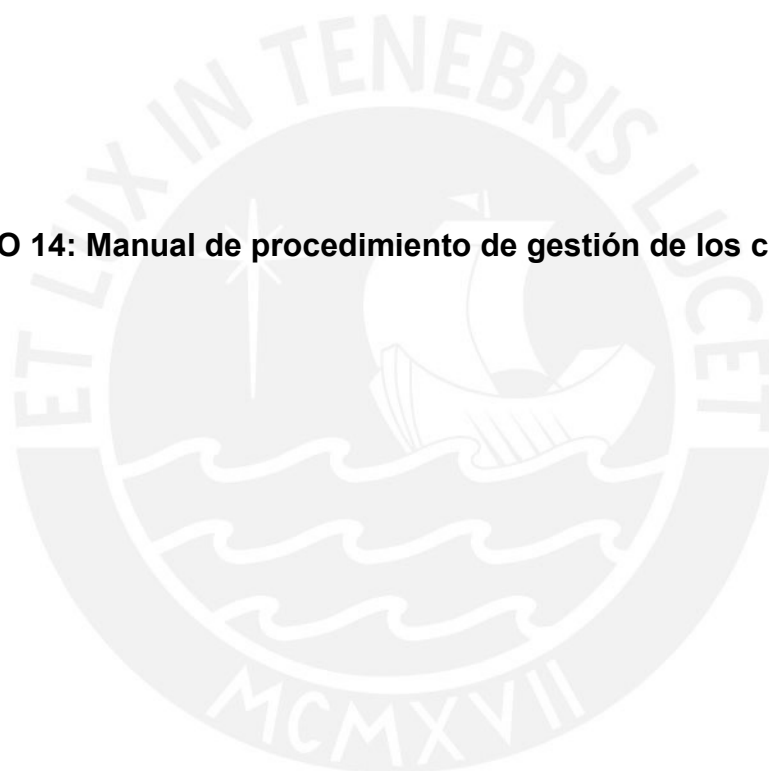 ET LUX IN TENEBRIS LUCET
O 14: Manual de procedimiento de gestión de los c
MCMXVII